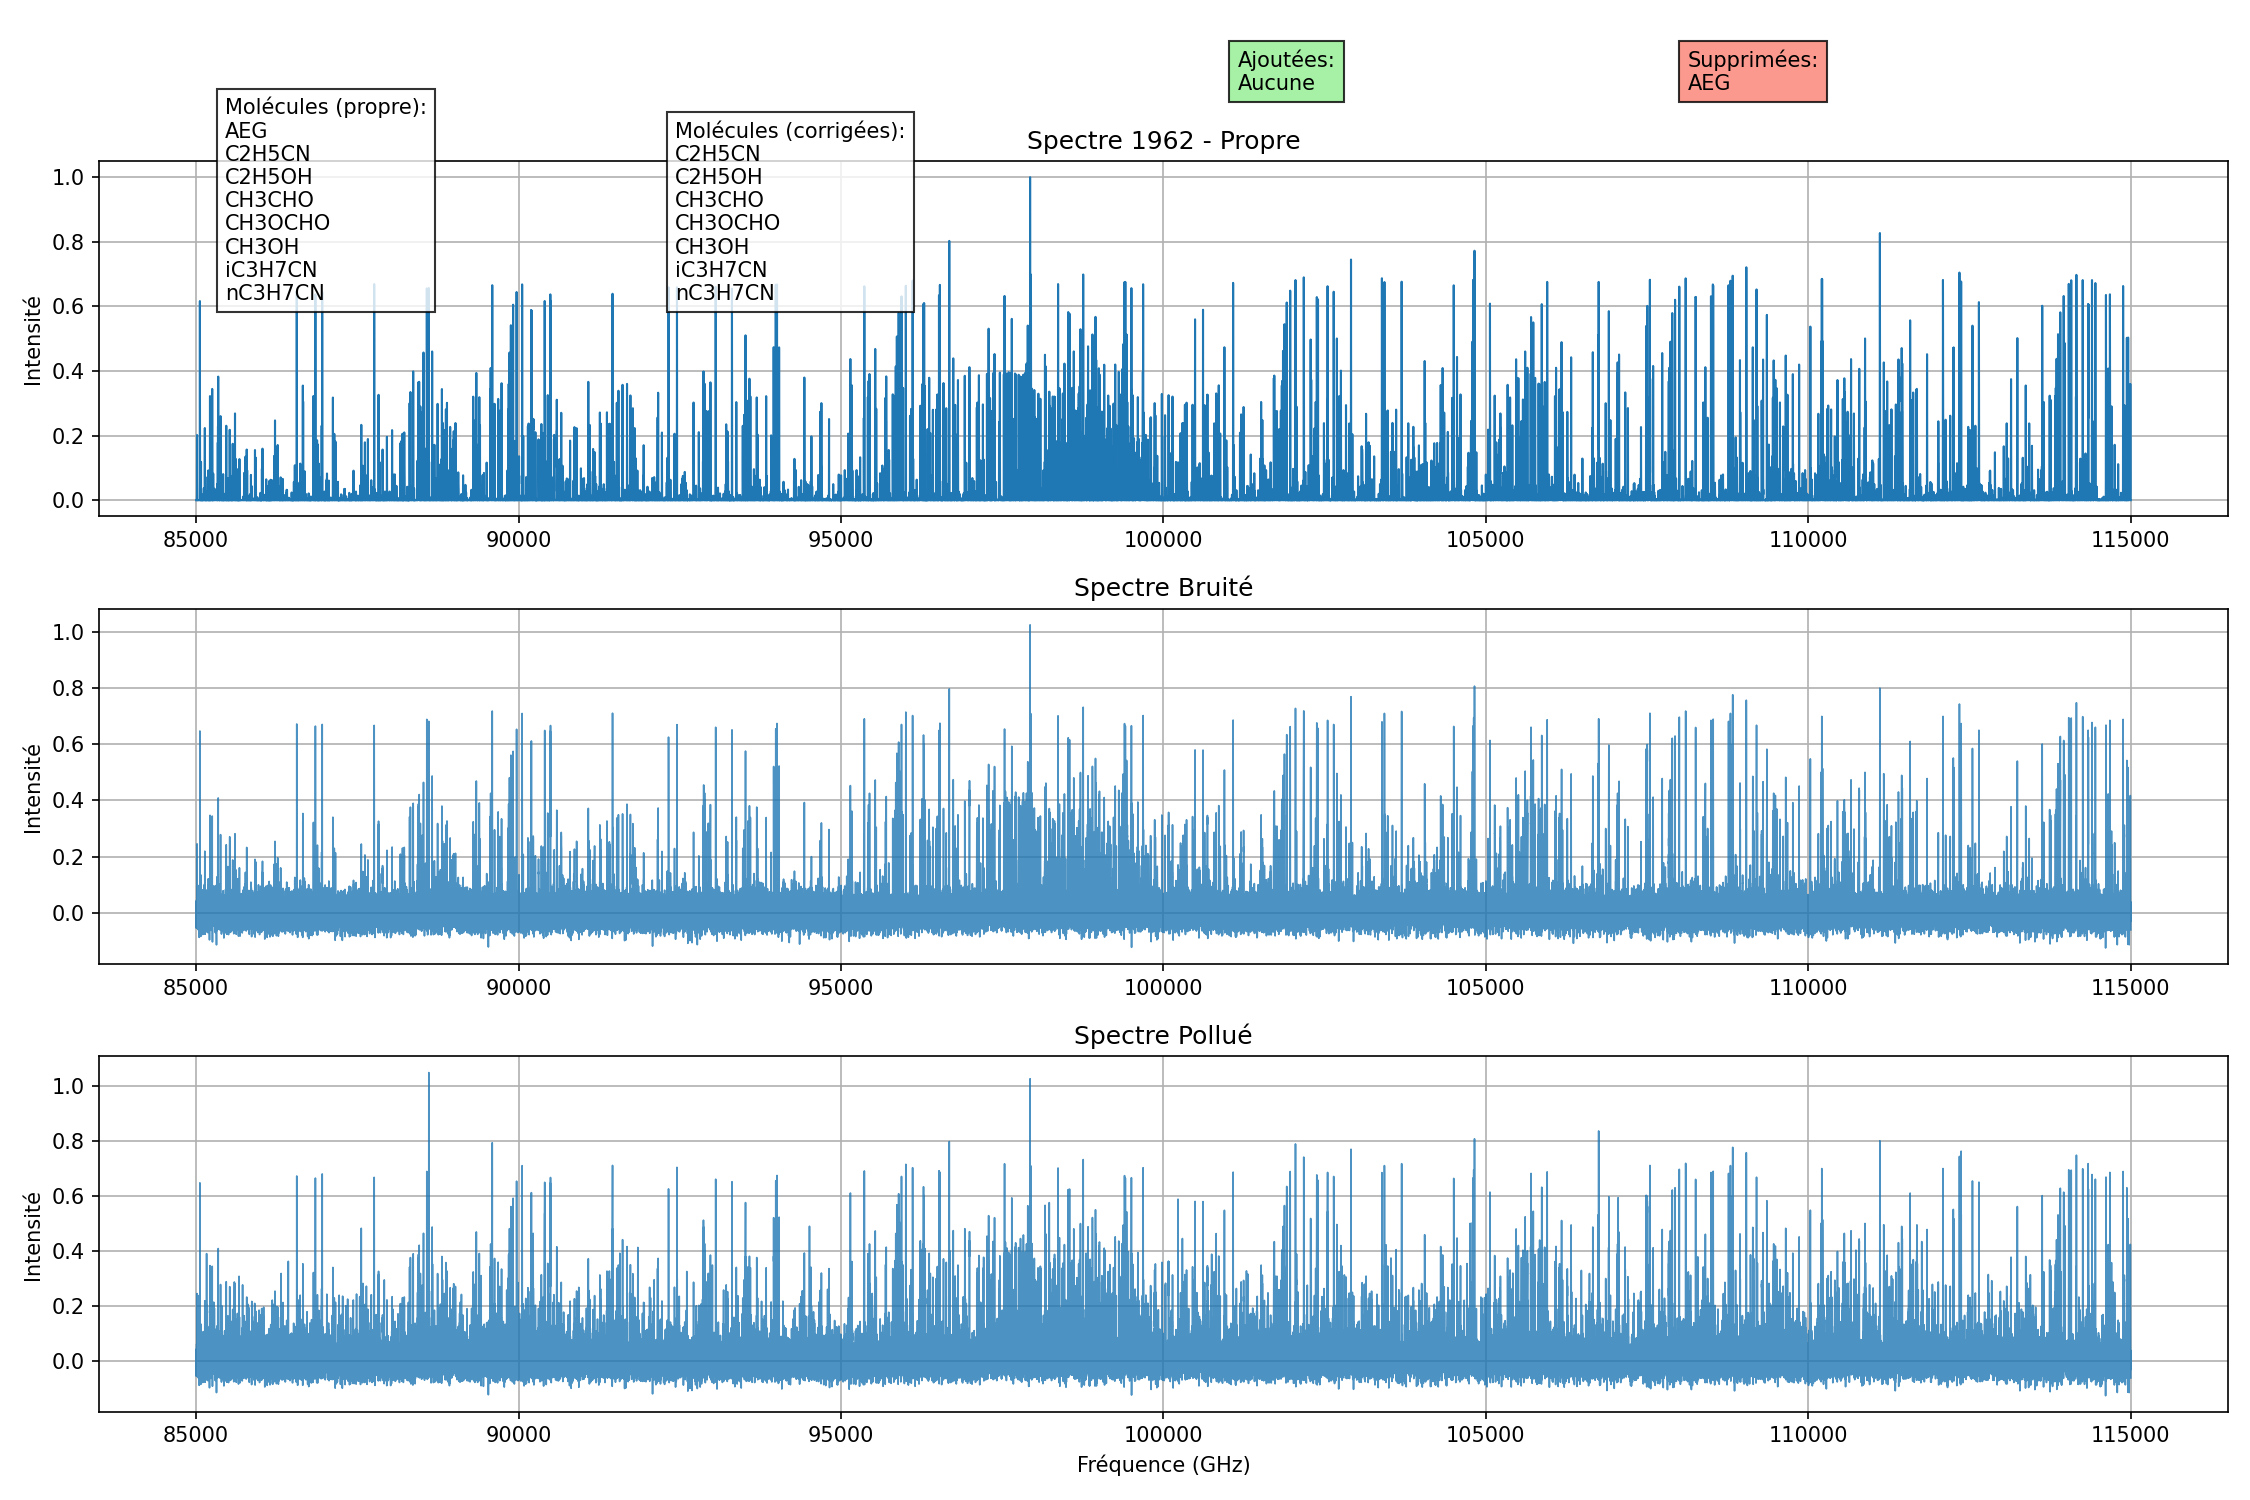 Ajoutées:
Aucune
Supprimées:
AEG
Molécules (propre):
AEG
C2H5CN
C2H5OH
CH3CHO
CH3OCHO
CH3OH
iC3H7CN
nC3H7CN
Molécules (corrigées):
C2H5CN
C2H5OH
CH3CHO
CH3OCHO
CH3OH
iC3H7CN
nC3H7CN
Spectre 1962 - Propre
Intensité
1.0
0.8
0.6
0.4
0.2
0.0
85000 90000 95000 100000 105000 110000 115000
Spectre Bruité
Intensité
1.0
0.8
0.6
0.4
0.2
0.0
85000 90000 95000 100000 105000 110000 115000
Spectre Pollué
Intensité
1.0
0.8
0.6
0.4
0.2
0.0
85000 90000 95000 100000 105000 110000 115000
Fréquence (GHz)